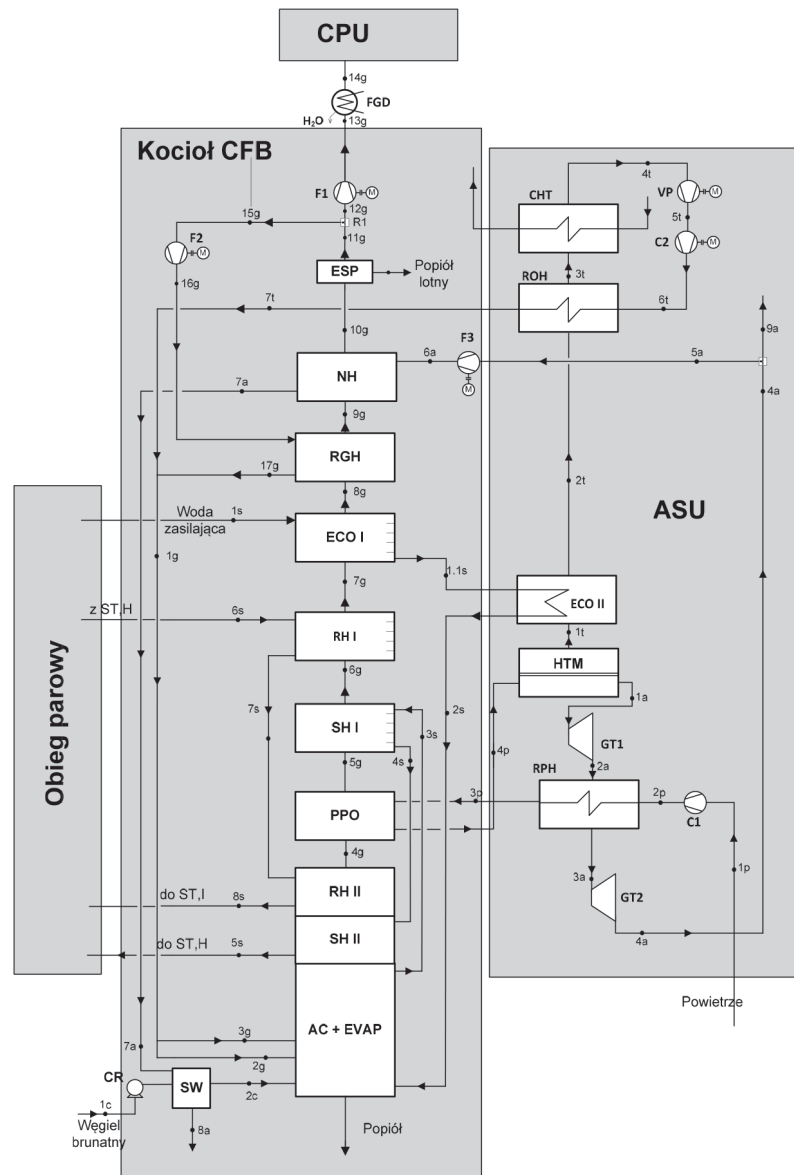 CPU
14g
FGD
H₂O
13g
Kocioł CFB
F1
M
12g
15g
R1
11g
F2
M
16g
ESP
Popiół
lotny
10g
7t
NH
6a
F3
M
5a
7a
9g
RGH
17g
8g
Woda
zasilająca
1s
ECO I
1.1s
1g
7g
z ST,H
6s
RH I
6g
7s
SH I
2s
3s
4s
5g
4p
PPO
3p
4g
RH II
do ST,I
8s
SH II
do ST,H
5s
AC + EVAP
3g
2g
7a
CR
SW
2c
1c
Węgiel
brunatny
8a
Popiół
Obieg parowy
4t
CHT
VP
M
5t
C2
M
3t
ROH
6t
9a
4a
2t
ASU
ECO II
1t
HTM
1a
GT1
2a
RPH
2p
C1
3a
GT2
1p
4a
Powietrze